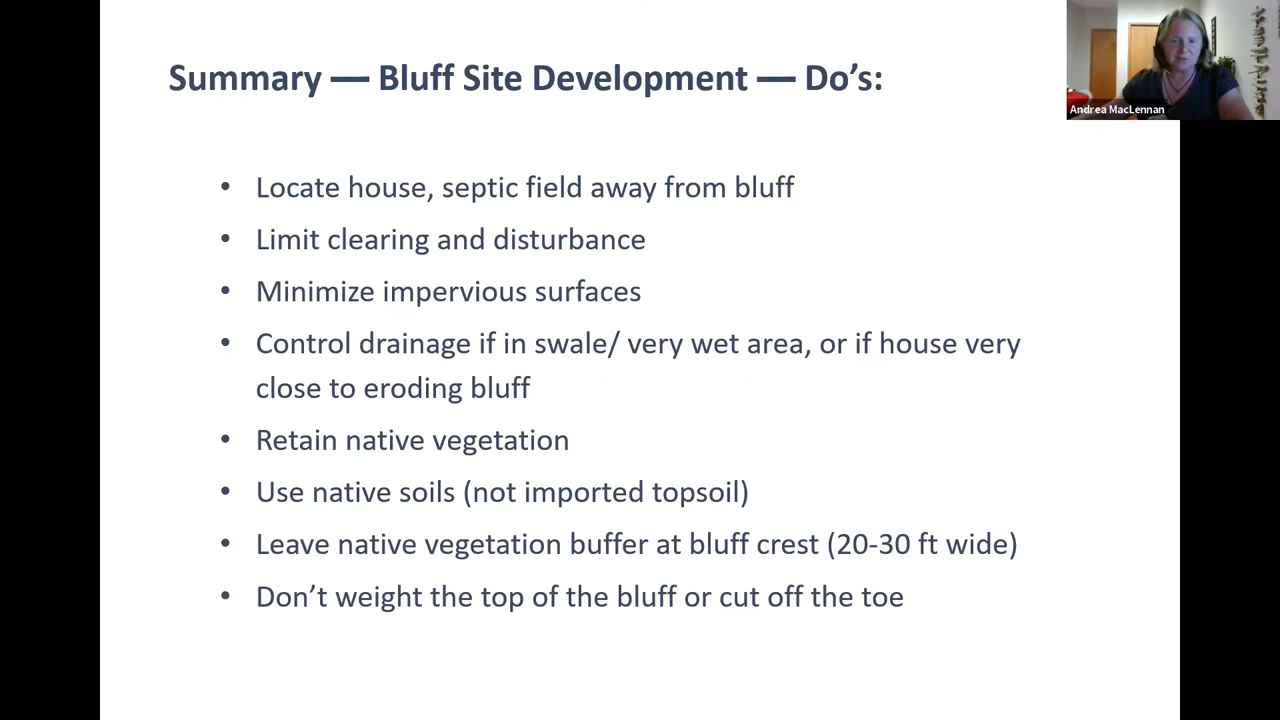 Summary — Bluff Site Development — Do's:
Andrea MacLennan
• Locate house, septic field away from bluff
• Limit clearing and disturbance
• Minimize impervious surfaces
• Control drainage if in swale/ very wet area, or if house very
close to eroding bluff
• Retain native vegetation
• Use native soils (not imported topsoil)
• Leave native vegetation buffer at bluff crest (20-30 ft wide)
• Don't weight the top of the bluff or cut off the toe